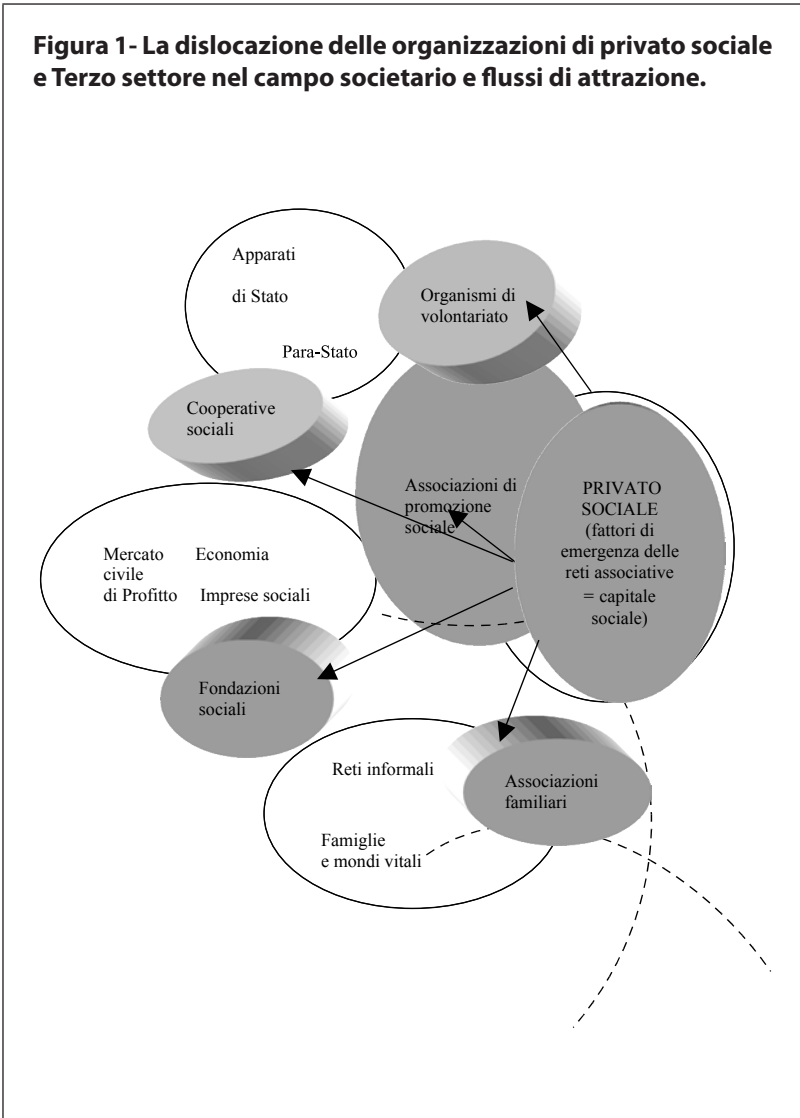 Figura 1- La dislocazione delle organizzazioni di privato sociale
e Terzo settore nel campo societario e flussi di attrazione.
Apparati
di Stato
Para-Stato
Organismi di
volontariato
Cooperative
sociali
Associazioni di
promozione
sociale
PRIVATO
SOCIALE
(fattori di
emergenza delle
reti associative
= capitale
sociale)
Mercato Economia
civile
di Profitto Imprese sociali
Fondazioni
sociali
Reti informali
Famiglie
e mondi vitali
Associazioni
familiari